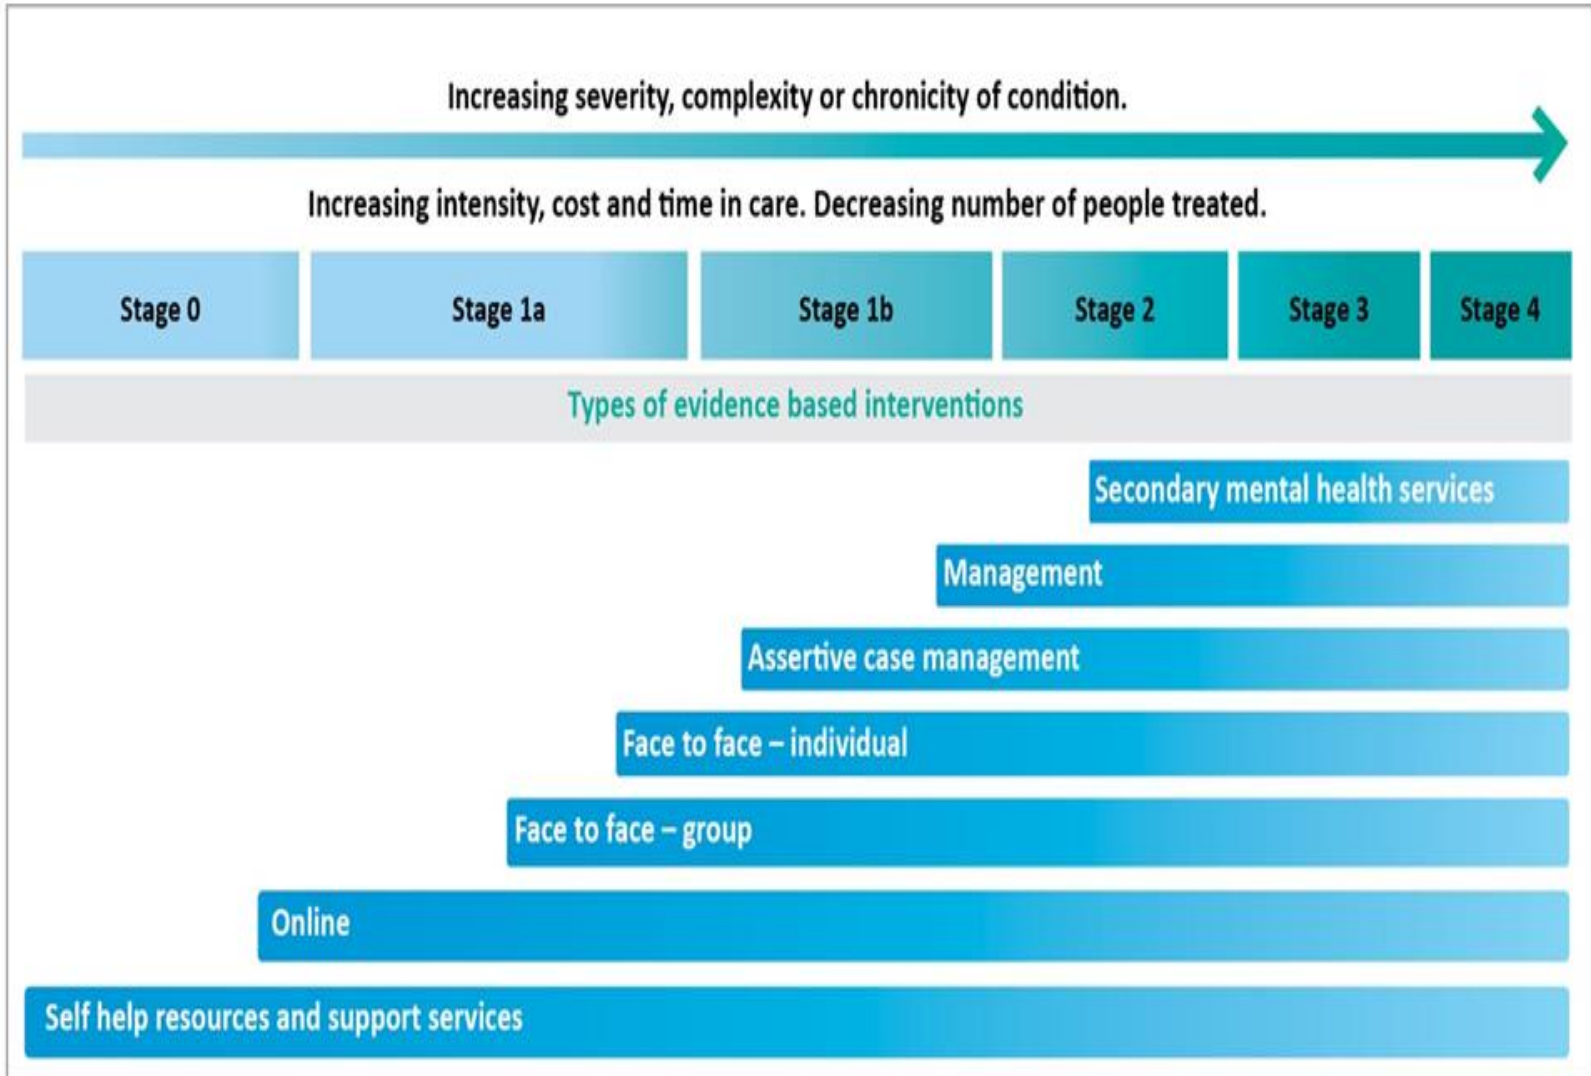 Increasing severity, complexity or chronicity of condition.
Increasing intensity, cost and time in care. Decreasing number of people treated.
Stage 0
Stage 1a
Stage 1b
Stage 2
Stage 3
Stage 4
Types of evidence based interventions
Secondary mental health services
Management
Assertive case management
Face to face – individual
Face to face – group
Online
Self help resources and support services